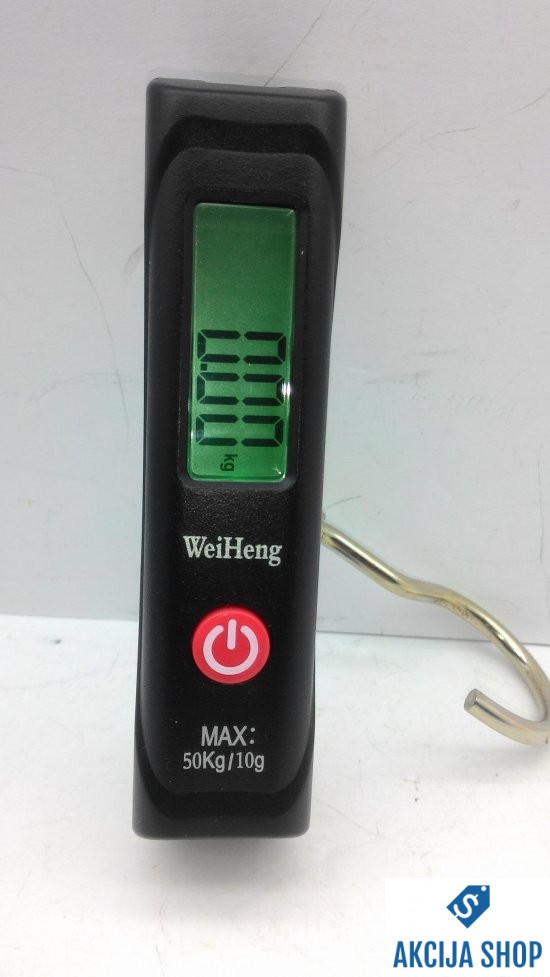 0.00
kg
WeiHeng
MAX:
50Kg/10g
AKCIJA SHOP